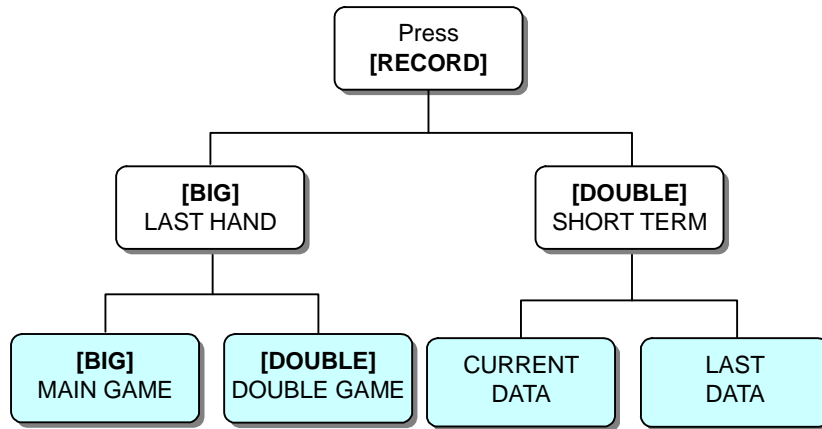 Press
[RECORD]
[BIG]
LAST HAND
[DOUBLE]
SHORT TERM
[BIG]
MAIN GAME
[DOUBLE]
DOUBLE GAME
CURRENT
DATA
LAST
DATA